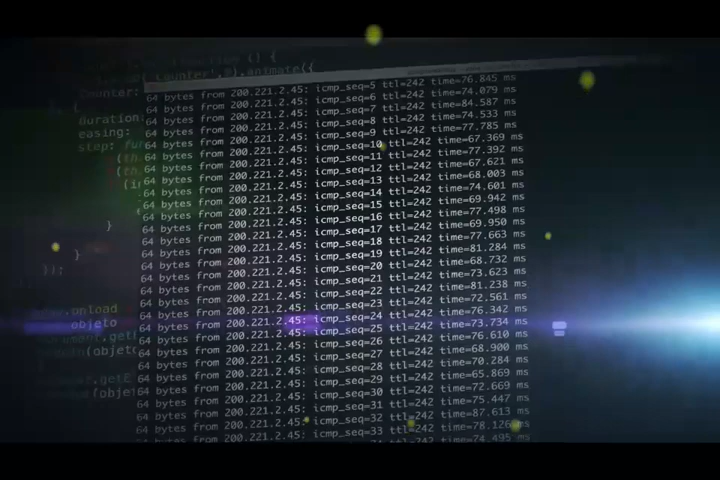 function () {
).animate({
Counter:
duration:
easing:
step:
}
}
});
onload
objeto
64 bytes from 200.221.2.45: icmp_seq=5 ttl=242 time=76.845 ms
64 bytes from 200.221.2.45: icmp_seq=6 ttl=242 time=74.079 ms
64 bytes from 200.221.2.45: icmp_seq=7 ttl=242 time=84.587 ms
64 bytes from 200.221.2.45: icmp_seq=8 ttl=242 time=74.533 ms
64 bytes from 200.221.2.45: icmp_seq=9 ttl=242 time=77.785 ms
64 bytes from 200.221.2.45: icmp_seq=10 ttl=242 time=67.369 ms
64 bytes from 200.221.2.45: icmp_seq=11 ttl=242 time=77.392 ms
64 bytes from 200.221.2.45: icmp_seq=12 ttl=242 time=67.621 ms
64 bytes from 200.221.2.45: icmp_seq=13 ttl=242 time=68.003 ms
64 bytes from 200.221.2.45: icmp_seq=14 ttl=242 time=74.601 ms
64 bytes from 200.221.2.45: icmp_seq=15 ttl=242 time=69.942 ms
64 bytes from 200.221.2.45: icmp_seq=16 ttl=242 time=77.498 ms
64 bytes from 200.221.2.45: icmp_seq=17 ttl=242 time=69.950 ms
64 bytes from 200.221.2.45: icmp_seq=18 ttl=242 time=77.663 ms
64 bytes from 200.221.2.45: icmp_seq=19 ttl=242 time=81.284 ms
64 bytes from 200.221.2.45: icmp_seq=20 ttl=242 time=68.732 ms
64 bytes from 200.221.2.45: icmp_seq=21 ttl=242 time=73.623 ms
64 bytes from 200.221.2.45: icmp_seq=22 ttl=242 time=81.238 ms
64 bytes from 200.221.2.45: icmp_seq=23 ttl=242 time=72.561 ms
64 bytes from 200.221.2.45: icmp_seq=24 ttl=242 time=76.342 ms
64 bytes from 200.221.2.45: icmp_seq=25 ttl=242 time=73.734 ms
64 bytes from 200.221.2.45: icmp_seq=26 ttl=242 time=76.610 ms
64 bytes from 200.221.2.45: icmp_seq=27 ttl=242 time=68.900 ms
64 bytes from 200.221.2.45: icmp_seq=28 ttl=242 time=70.284 ms
64 bytes from 200.221.2.45: icmp_seq=29 ttl=242 time=65.869 ms
64 bytes from 200.221.2.45: icmp_seq=30 ttl=242 time=72.669 ms
64 bytes from 200.221.2.45: icmp_seq=31 ttl=242 time=75.447 ms
64 bytes from 200.221.2.45: icmp_seq=32 ttl=242 time=87.613 ms
64 bytes from 200.221.2.45: icmp_seq=33 ttl=242 time=78.126 ms
time=74.495 ms